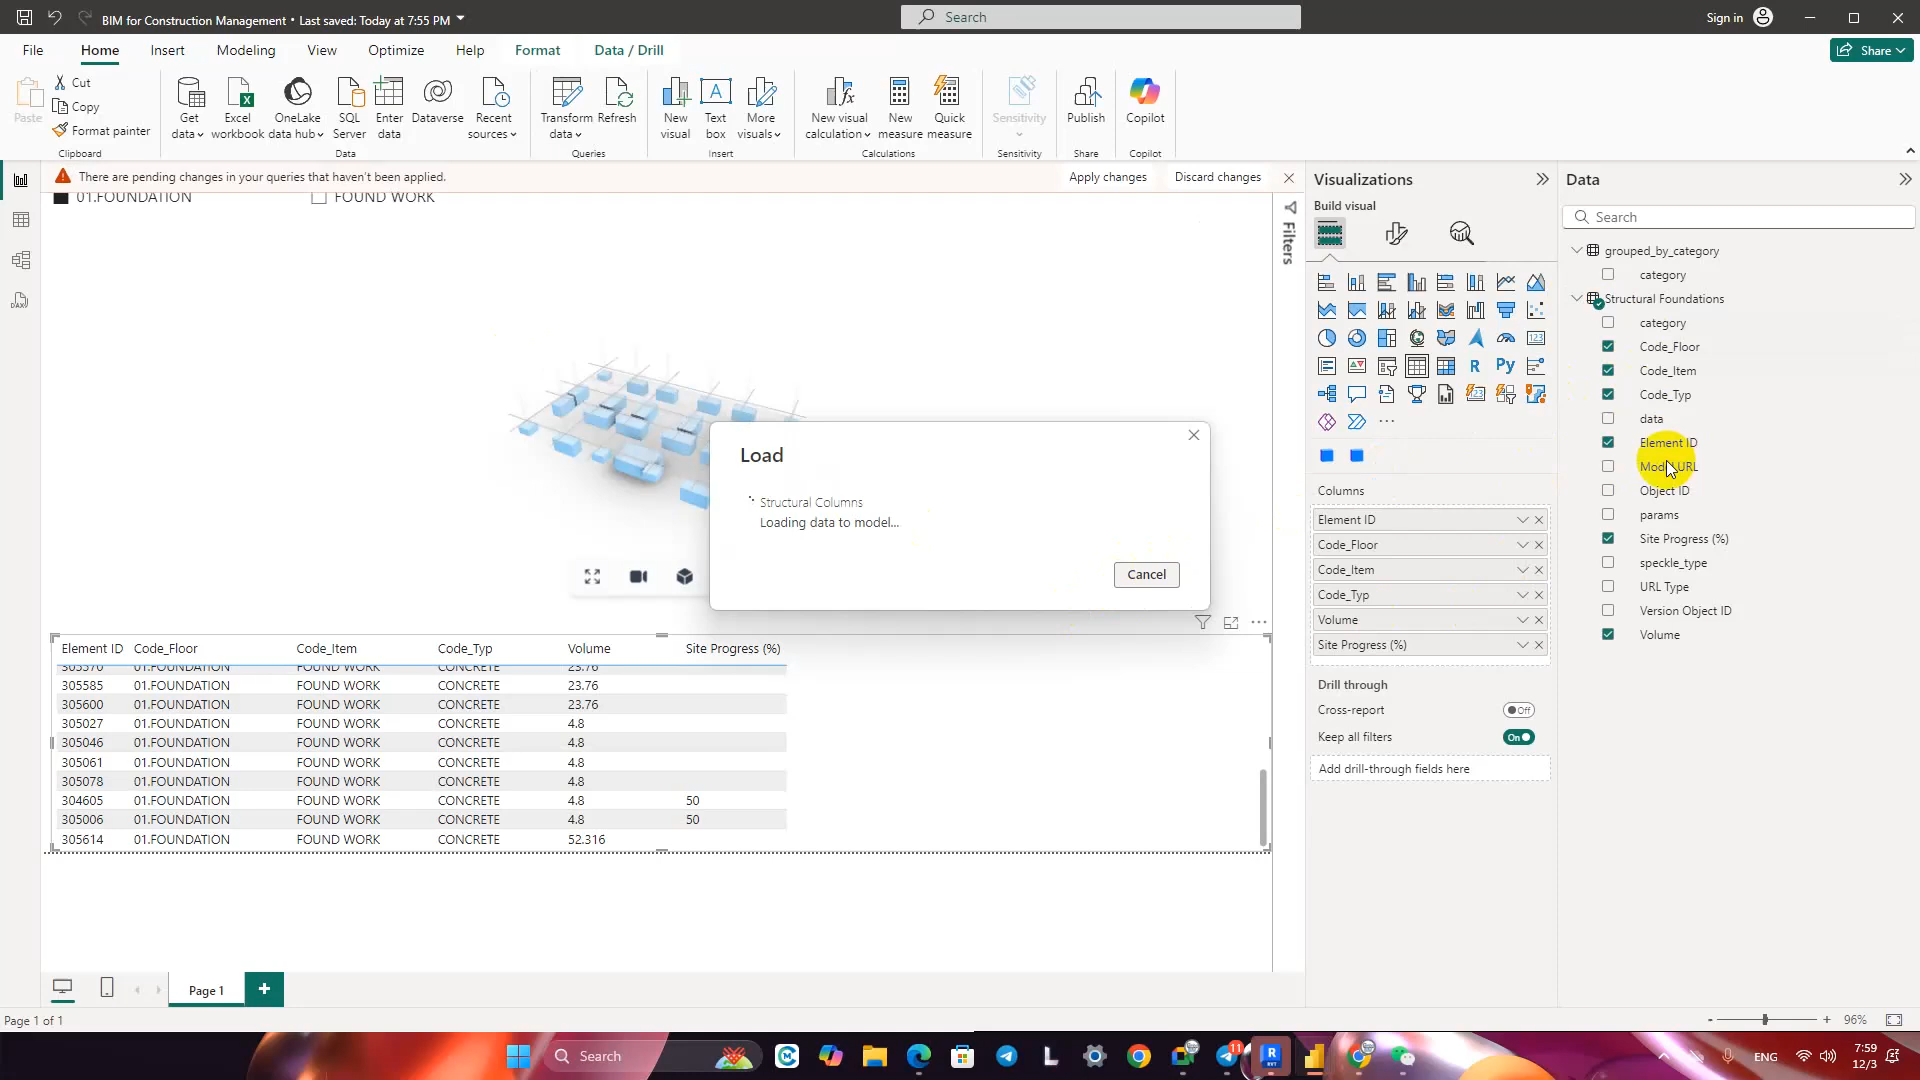 BIM for Construction Management • Last saved: Today at 7:55 PM
Search
Sign in
File
Home
Insert
Modeling
View
Optimize
Help
Format
Data / Drill
Share
Paste
Cut
Copy
Format painter
Clipboard
Get data
Excel workbook
OneLake data hub
SQL Server
Enter data
Dataverse
Recent sources
Data
Transform data
Refresh
Queries
New visual
Text box
More visuals
Insert
New visual calculation
New measure
Quick measure
Calculations
Sensitivity
Sensitivity
Publish
Share
Copilot
Copilot
There are pending changes in your queries that haven't been applied.
Apply changes
Discard changes
01.FOUNDATION
FOUND WORK
Filters
Load
Structural Columns
Loading data to model...
Cancel
Element ID Code_Floor Code_Item Code_Typ Volume Site Progress (%)
305570 01.FOUNDATION FOUND WORK CONCRETE 23.76
305585 01.FOUNDATION FOUND WORK CONCRETE 23.76
305600 01.FOUNDATION FOUND WORK CONCRETE 23.76
305027 01.FOUNDATION FOUND WORK CONCRETE 4.8
305046 01.FOUNDATION FOUND WORK CONCRETE 4.8
305061 01.FOUNDATION FOUND WORK CONCRETE 4.8
305078 01.FOUNDATION FOUND WORK CONCRETE 4.8
304605 01.FOUNDATION FOUND WORK CONCRETE 4.8 50
305006 01.FOUNDATION FOUND WORK CONCRETE 4.8 50
305614 01.FOUNDATION FOUND WORK CONCRETE 52.316
Visualizations
Build visual
Columns
Element ID
Code_Floor
Code_Item
Code_Typ
Volume
Site Progress (%)
Drill through
Cross-report
Off
Keep all filters
On
Add drill-through fields here
Data
Search
grouped_by_category
category
Structural Foundations
category
Code_Floor
Code_Item
Code_Typ
data
Element ID
Model URL
Object ID
params
Site Progress (%)
speckle_type
URL Type
Version Object ID
Volume
Page 1
Page 1 of 1
96%
Search
11
ENG
7:59
12/3